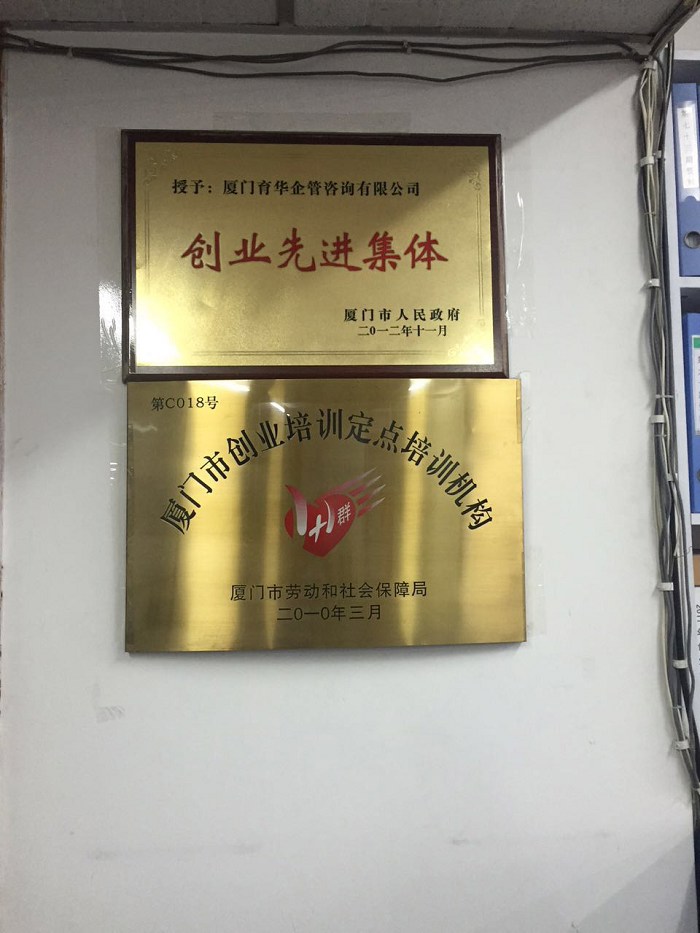 授予：厦门育华企管咨询有限公司
创业先进集体
厦门市人民政府
二〇一二年十一月
第C018号
厦门市创业培训定点培训机构
1+1群
厦门市劳动和社会保障局
二〇一〇年三月